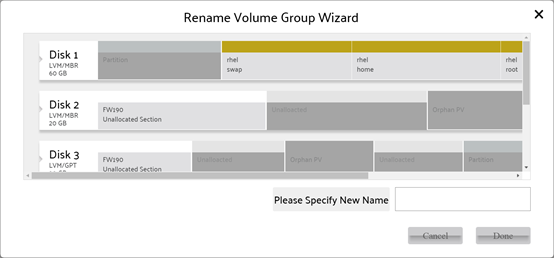 Rename Volume Group Wizard
Disk 1
LVM/MBR
60 GB
Partition
rhel
swap
rhel
home
rhel
root
Disk 2
LVM/MBR
20 GB
FW190
Unallocated Section
Unallocated
Orphan PV
Disk 3
LVM/GPT
FW190
Unallocated Section
Unallocated
Orphan PV
Unallocated
Partition
Please Specify New Name
Cancel
Done